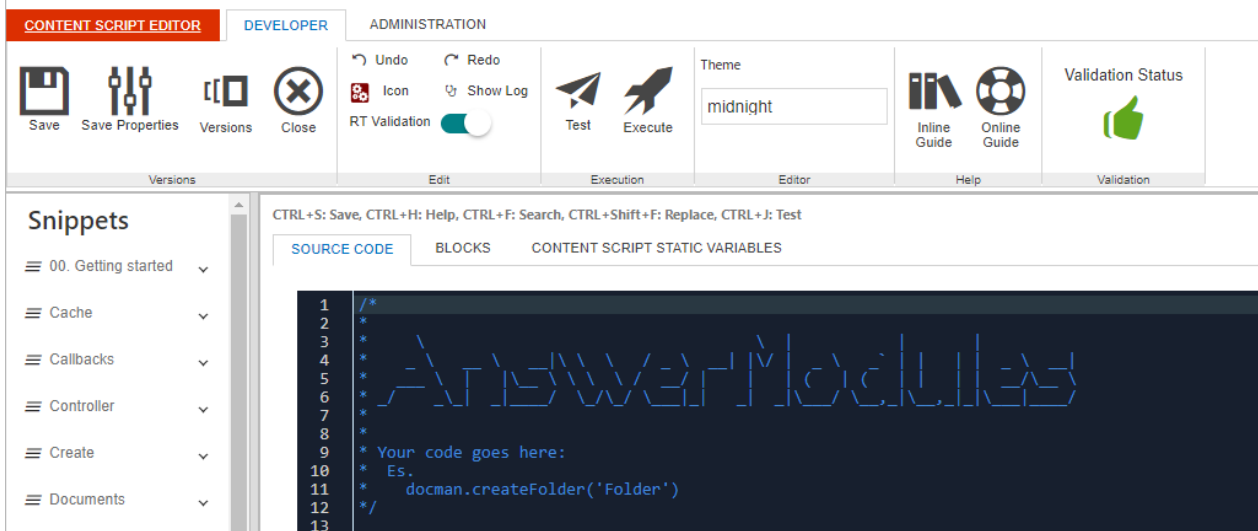 CONTENT SCRIPT EDITOR DEVELOPER ADMINISTRATION
Undo Redo
Icon Show Log
RT Validation
Save Save Properties Versions Close
Test Execute
Theme
midnight
Inline Guide
Online Guide
Validation Status
Versions Edit Execution Editor Help Validation
Snippets
00. Getting started
Cache
Callbacks
Controller
Create
Documents
CTRL+S: Save, CTRL+H: Help, CTRL+F: Search, CTRL+Shift+F: Replace, CTRL+J: Test
SOURCE CODE BLOCKS CONTENT SCRIPT STATIC VARIABLES
1 /*
2 *
3 *
4 *
5 *
6 *
AnswerModules
7 *
8 *
9 * Your code goes here:
10 * Es.
11 * docman.createFolder('Folder')
12 */
13